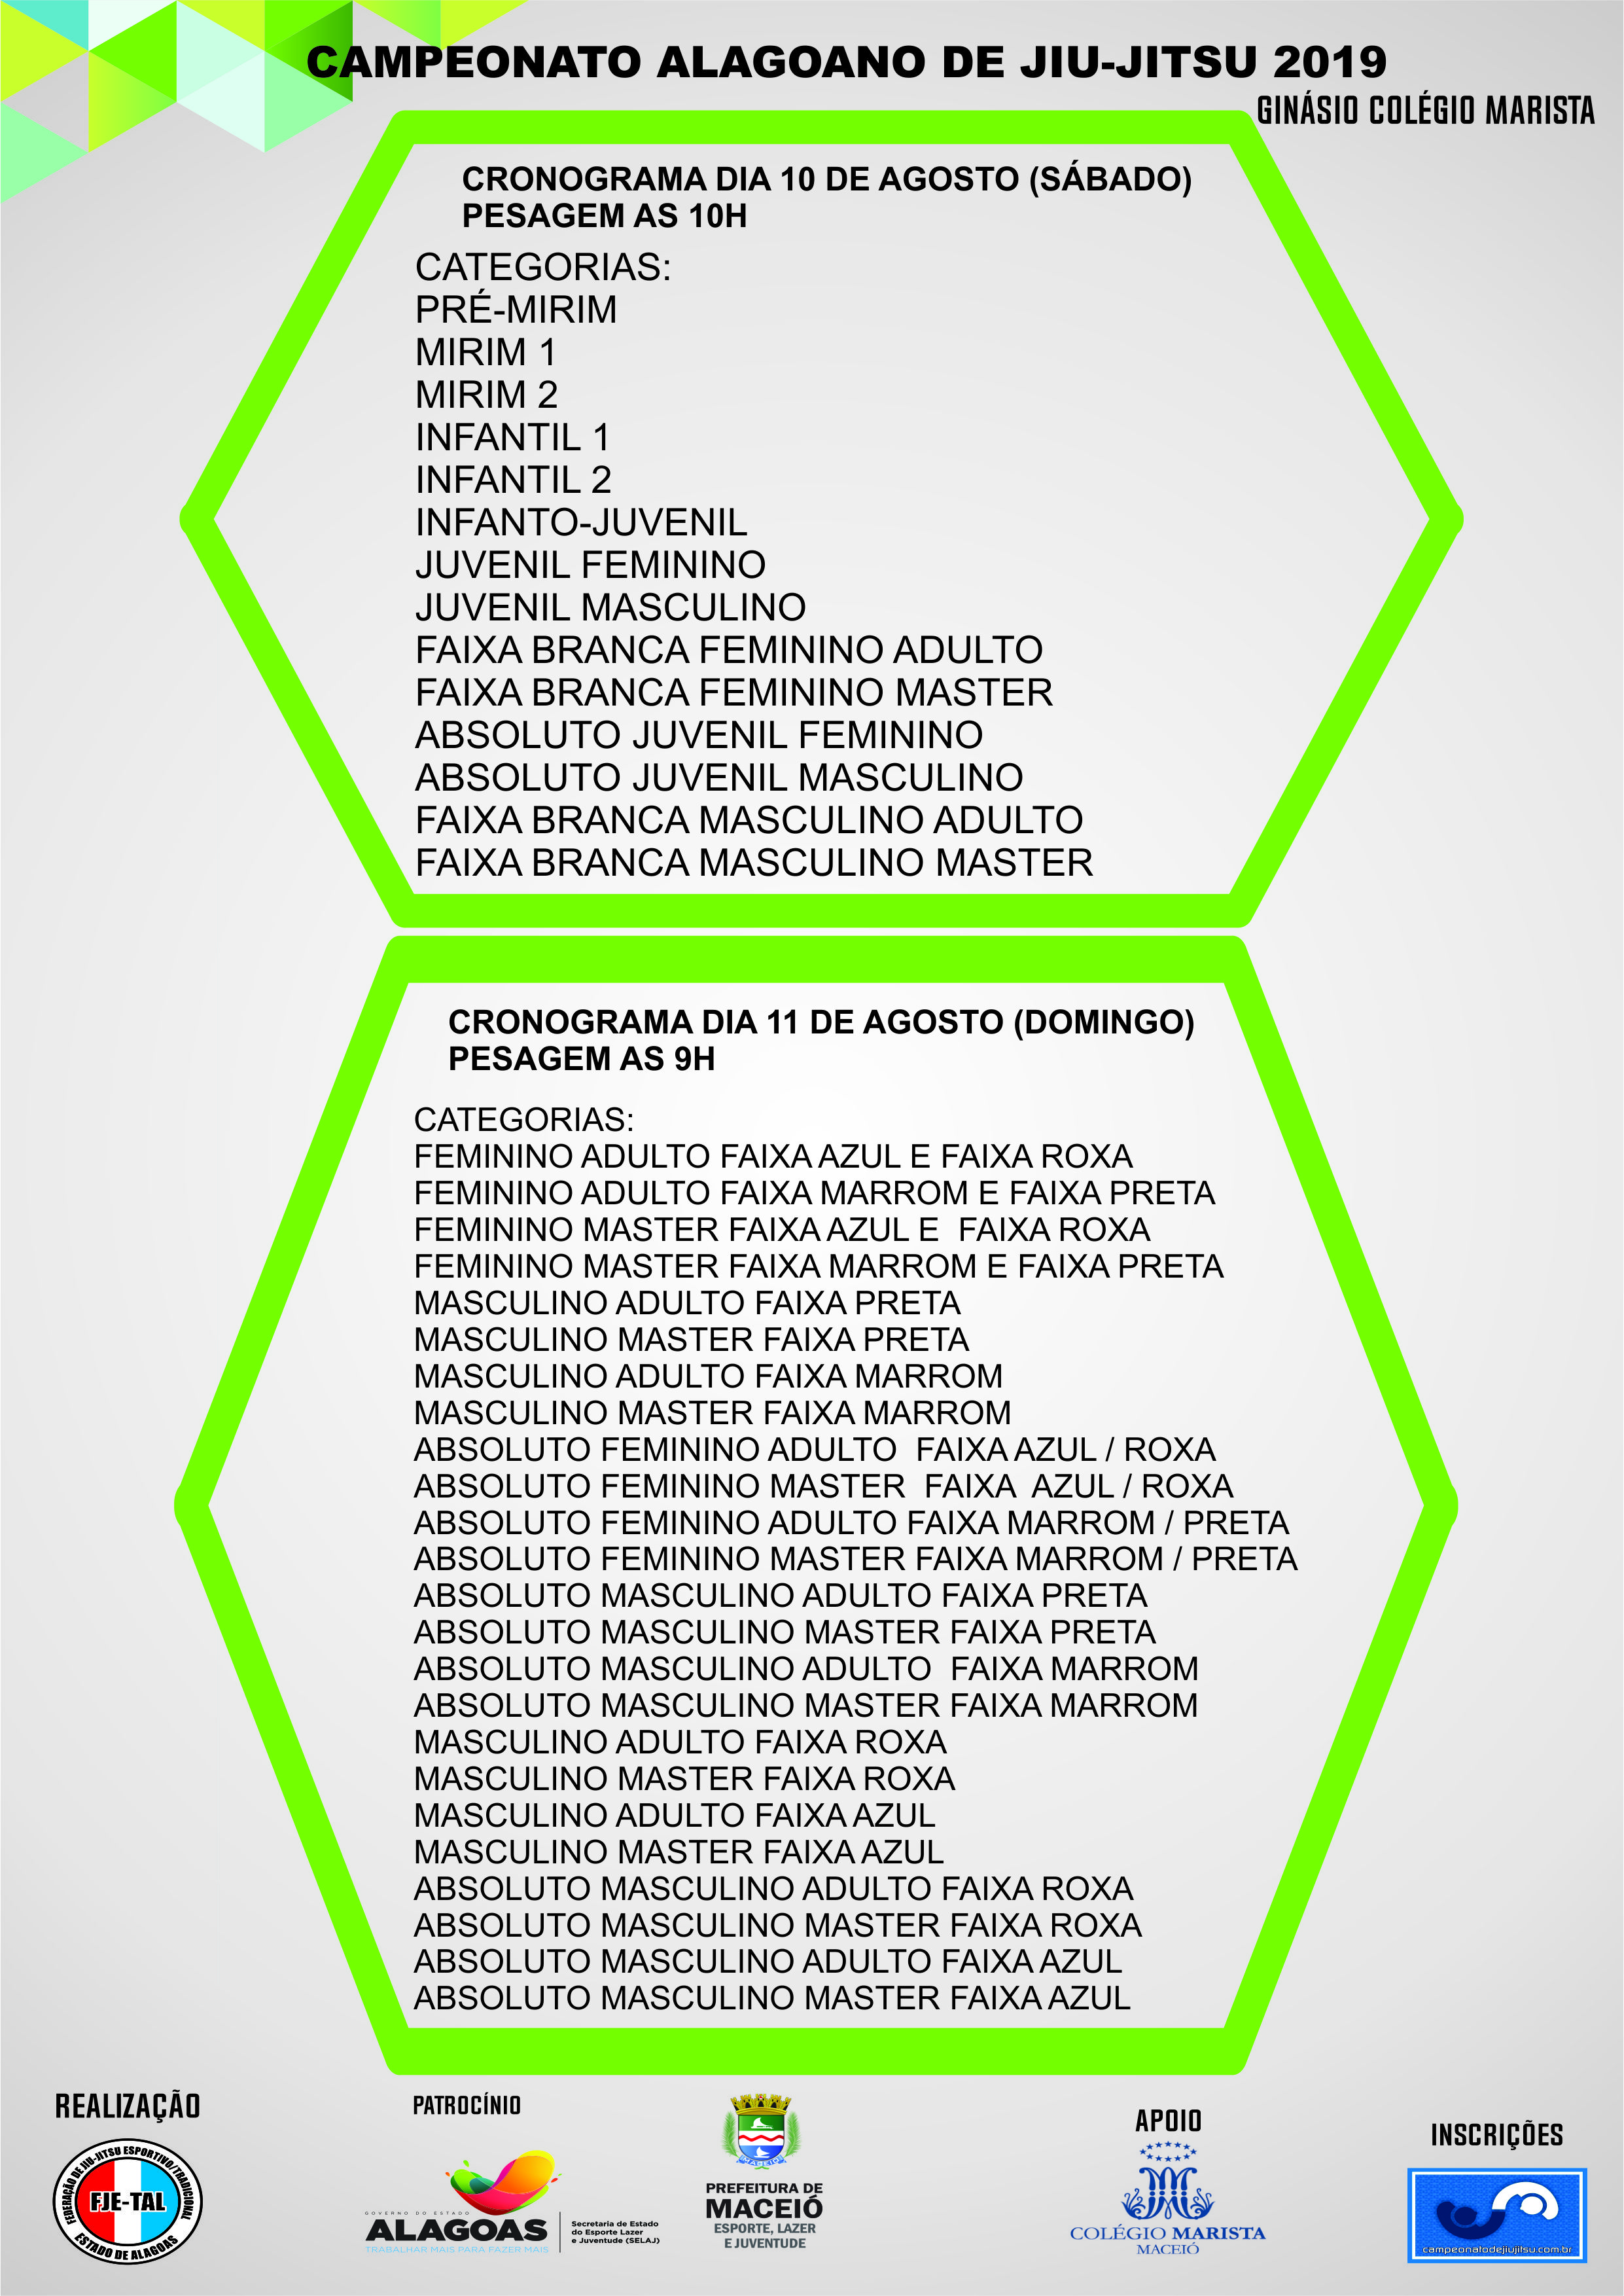 CAMPEONATO ALAGOANO DE JIU-JITSU 2019
GINÁSIO COLÉGIO MARISTA
CRONOGRAMA DIA 10 DE AGOSTO (SÁBADO)
PESAGEM AS 10H
CATEGORIAS:
PRÉ-MIRIM
MIRIM 1
MIRIM 2
INFANTIL 1
INFANTIL 2
INFANTO-JUVENIL
JUVENIL FEMININO
JUVENIL MASCULINO
FAIXA BRANCA FEMININO ADULTO
FAIXA BRANCA FEMININO MASTER
ABSOLUTO JUVENIL FEMININO
ABSOLUTO JUVENIL MASCULINO
FAIXA BRANCA MASCULINO ADULTO
FAIXA BRANCA MASCULINO MASTER
CRONOGRAMA DIA 11 DE AGOSTO (DOMINGO)
PESAGEM AS 9H
CATEGORIAS:
FEMININO ADULTO FAIXA AZUL E FAIXA ROXA
FEMININO ADULTO FAIXA MARROM E FAIXA PRETA
FEMININO MASTER FAIXA AZUL E FAIXA ROXA
FEMININO MASTER FAIXA MARROM E FAIXA PRETA
MASCULINO ADULTO FAIXA PRETA
MASCULINO MASTER FAIXA PRETA
MASCULINO ADULTO FAIXA MARROM
MASCULINO MASTER FAIXA MARROM
ABSOLUTO FEMININO ADULTO FAIXA AZUL / ROXA
ABSOLUTO FEMININO MASTER FAIXA AZUL / ROXA
ABSOLUTO FEMININO ADULTO FAIXA MARROM / PRETA
ABSOLUTO FEMININO MASTER FAIXA MARROM / PRETA
ABSOLUTO MASCULINO ADULTO FAIXA PRETA
ABSOLUTO MASCULINO MASTER FAIXA PRETA
ABSOLUTO MASCULINO ADULTO FAIXA MARROM
ABSOLUTO MASCULINO MASTER FAIXA MARROM
MASCULINO ADULTO FAIXA ROXA
MASCULINO MASTER FAIXA ROXA
MASCULINO ADULTO FAIXA AZUL
MASCULINO MASTER FAIXA AZUL
ABSOLUTO MASCULINO ADULTO FAIXA ROXA
ABSOLUTO MASCULINO MASTER FAIXA ROXA
ABSOLUTO MASCULINO ADULTO FAIXA AZUL
ABSOLUTO MASCULINO MASTER FAIXA AZUL
REALIZAÇÃO
FEDERAÇÃO DE JIU-JITSU ESPORTIVO/TRADICIONAL
FJE-TAL
ESTADO DE ALAGOAS
PATROCÍNIO
GOVERNO DO ESTADO
ALAGOAS
TRABALHAR MAIS PARA FAZER MAIS
Secretaria de Estado
do Esporte Lazer
e Juventude (SELAJ)
MACEIÓ
PREFEITURA DE
MACEIÓ
ESPORTE, LAZER
E JUVENTUDE
APOIO
COLÉGIO MARISTA
MACEIÓ
INSCRIÇÕES
campeonatodejiujitsu.com.br